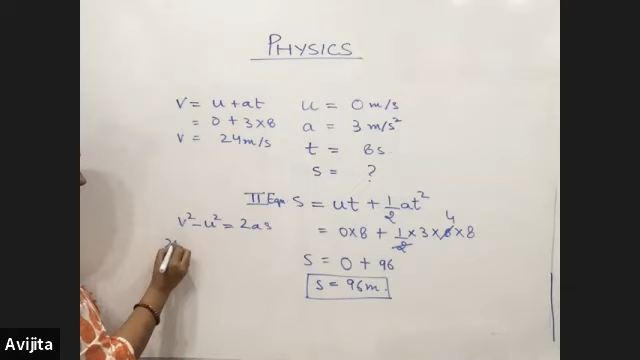 PHYSICS
v = u + at
= 0 + 3×8
v = 24 m/s
u = 0 m/s
a = 3 m/s²
t = 8s
s = ?
II Eqn s = ut + 1/2 at²
= 0×8 + 1/2 × 3 × 8 × 8
4
s = 0 + 96
s = 96m.
v² – u² = 2as
Avijita